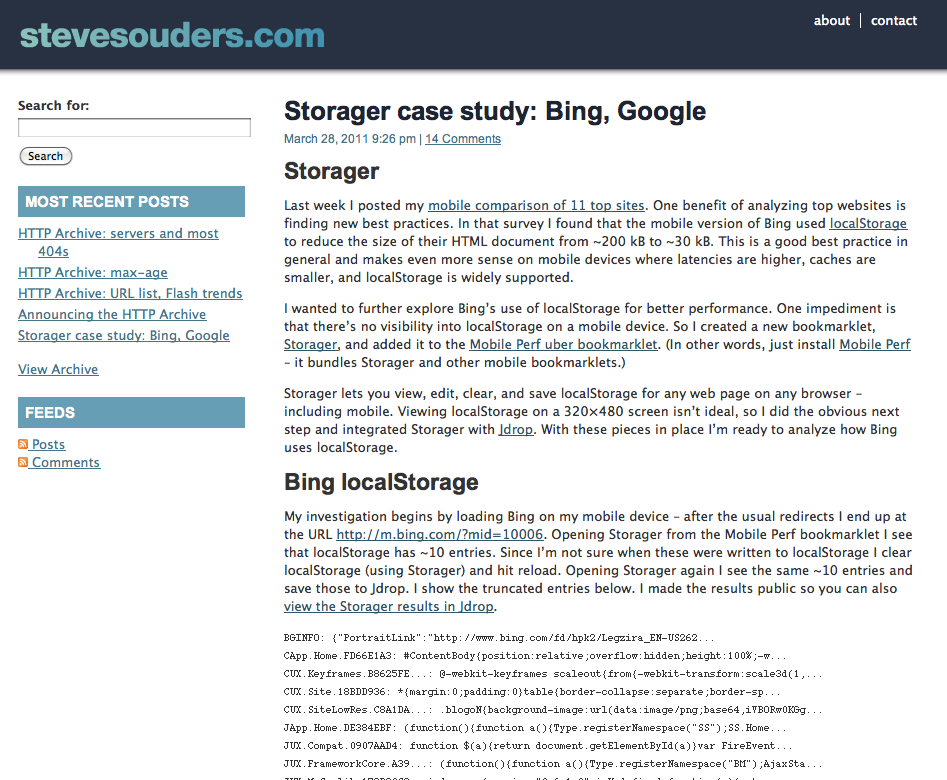 stevesouders.com
about | contact
Search for:
Search
MOST RECENT POSTS
HTTP Archive: servers and most
404s
HTTP Archive: max-age
HTTP Archive: URL list, Flash trends
Announcing the HTTP Archive
Storager case study: Bing, Google
View Archive
FEEDS
Posts
Comments
Storager case study: Bing, Google
March 28, 2011 9:26 pm | 14 Comments
Storager
Last week I posted my mobile comparison of 11 top sites. One benefit of analyzing top websites is
finding new best practices. In that survey I found that the mobile version of Bing used localStorage
to reduce the size of their HTML document from ~200 kB to ~30 kB. This is a good best practice in
general and makes even more sense on mobile devices where latencies are higher, caches are
smaller, and localStorage is widely supported.
I wanted to further explore Bing's use of localStorage for better performance. One impediment is
that there's no visibility into localStorage on a mobile device. So I created a new bookmarklet,
Storager, and added it to the Mobile Perf uber bookmarklet. (In other words, just install Mobile Perf
– it bundles Storager and other mobile bookmarklets.)
Storager lets you view, edit, clear, and save localStorage for any web page on any browser –
including mobile. Viewing localStorage on a 320×480 screen isn't ideal, so I did the obvious next
step and integrated Storager with Jdrop. With these pieces in place I'm ready to analyze how Bing
uses localStorage.
Bing localStorage
My investigation begins by loading Bing on my mobile device – after the usual redirects I end up at
the URL http://m.bing.com/?mid=10006. Opening Storager from the Mobile Perf bookmarklet I see
that localStorage has ~10 entries. Since I'm not sure when these were written to localStorage I clear
localStorage (using Storager) and hit reload. Opening Storager again I see the same ~10 entries and
save those to Jdrop. I show the truncated entries below. I made the results public so you can also
view the Storager results in Jdrop.
BGINFO: {"PortraitLink":"http://www.bing.com/fd/hpk2/Legzira_EN-US262...
CApp.Home.FD66E1A3: #ContentBody{position:relative;overflow:hidden;height:100%;-w...
CUX.Keyframes.B8625FE...: @-webkit-keyframes scaleout{from{-webkit-transform:scale3d(1,...
CUX.Site.18BDD936: *{margin:0;padding:0}table{border-collapse:separate;border-sp...
CUX.SiteLowRes.C8A1DA...: .blogoN{background-image:url(data:image/png;base64,iVBORw0KGg...
JApp.Home.DE384EBF: (function(){function a(){Type.registerNamespace("SS");SS.Home...
JUX.Compat.0907AAD4: function $(a){return document.getElementById(a)}var FireEvent...
JUX.FrameworkCore.A39...: (function(){function a(){Type.registerNamespace("BM");AjaxSta...